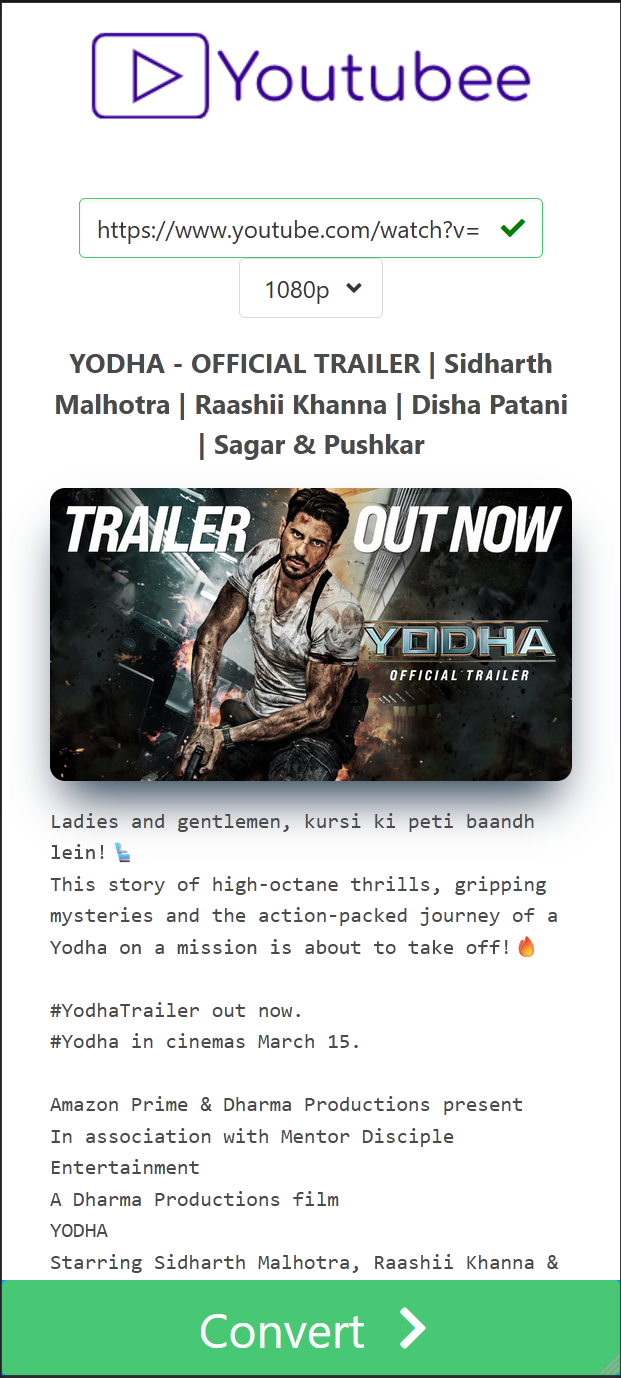 Youtubee
https://www.youtube.com/watch?v=
1080p
YODHA - OFFICIAL TRAILER | Sidharth
Malhotra | Raashii Khanna | Disha Patani
| Sagar & Pushkar
TRAILER OUT NOW
YODHA
OFFICIAL TRAILER
Ladies and gentlemen, kursi ki peti baandh
lein!💺
This story of high-octane thrills, gripping
mysteries and the action-packed journey of a
Yodha on a mission is about to take off!🔥
#YodhaTrailer out now.
#Yodha in cinemas March 15.
Amazon Prime & Dharma Productions present
In association with Mentor Disciple
Entertainment
A Dharma Productions film
YODHA
Starring Sidharth Malhotra, Raashii Khanna &
Convert